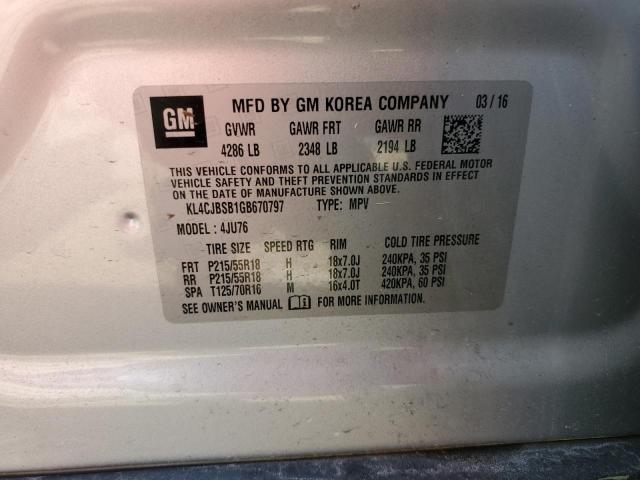 GM
MFD BY GM KOREA COMPANY 03 / 16
GVWR GAWR FRT GAWR RR
4286 LB 2348 LB 2194 LB
THIS VEHICLE CONFORMS TO ALL APPLICABLE U.S. FEDERAL MOTOR
VEHICLE SAFETY AND THEFT PREVENTION STANDARDS IN EFFECT
ON THE DATE OF MANUFACTURE SHOWN ABOVE.
KL4CJBSB1GB670797 TYPE: MPV
MODEL : 4JU76
TIRE SIZE SPEED RTG RIM COLD TIRE PRESSURE
FRT P215/55R18 H 18x7.0J 240KPA, 35 PSI
RR P215/55R18 H 18x7.0J 240KPA, 35 PSI
SPA T125/70R16 M 16x4.0T 420KPA, 60 PSI
SEE OWNER'S MANUAL FOR MORE INFORMATION